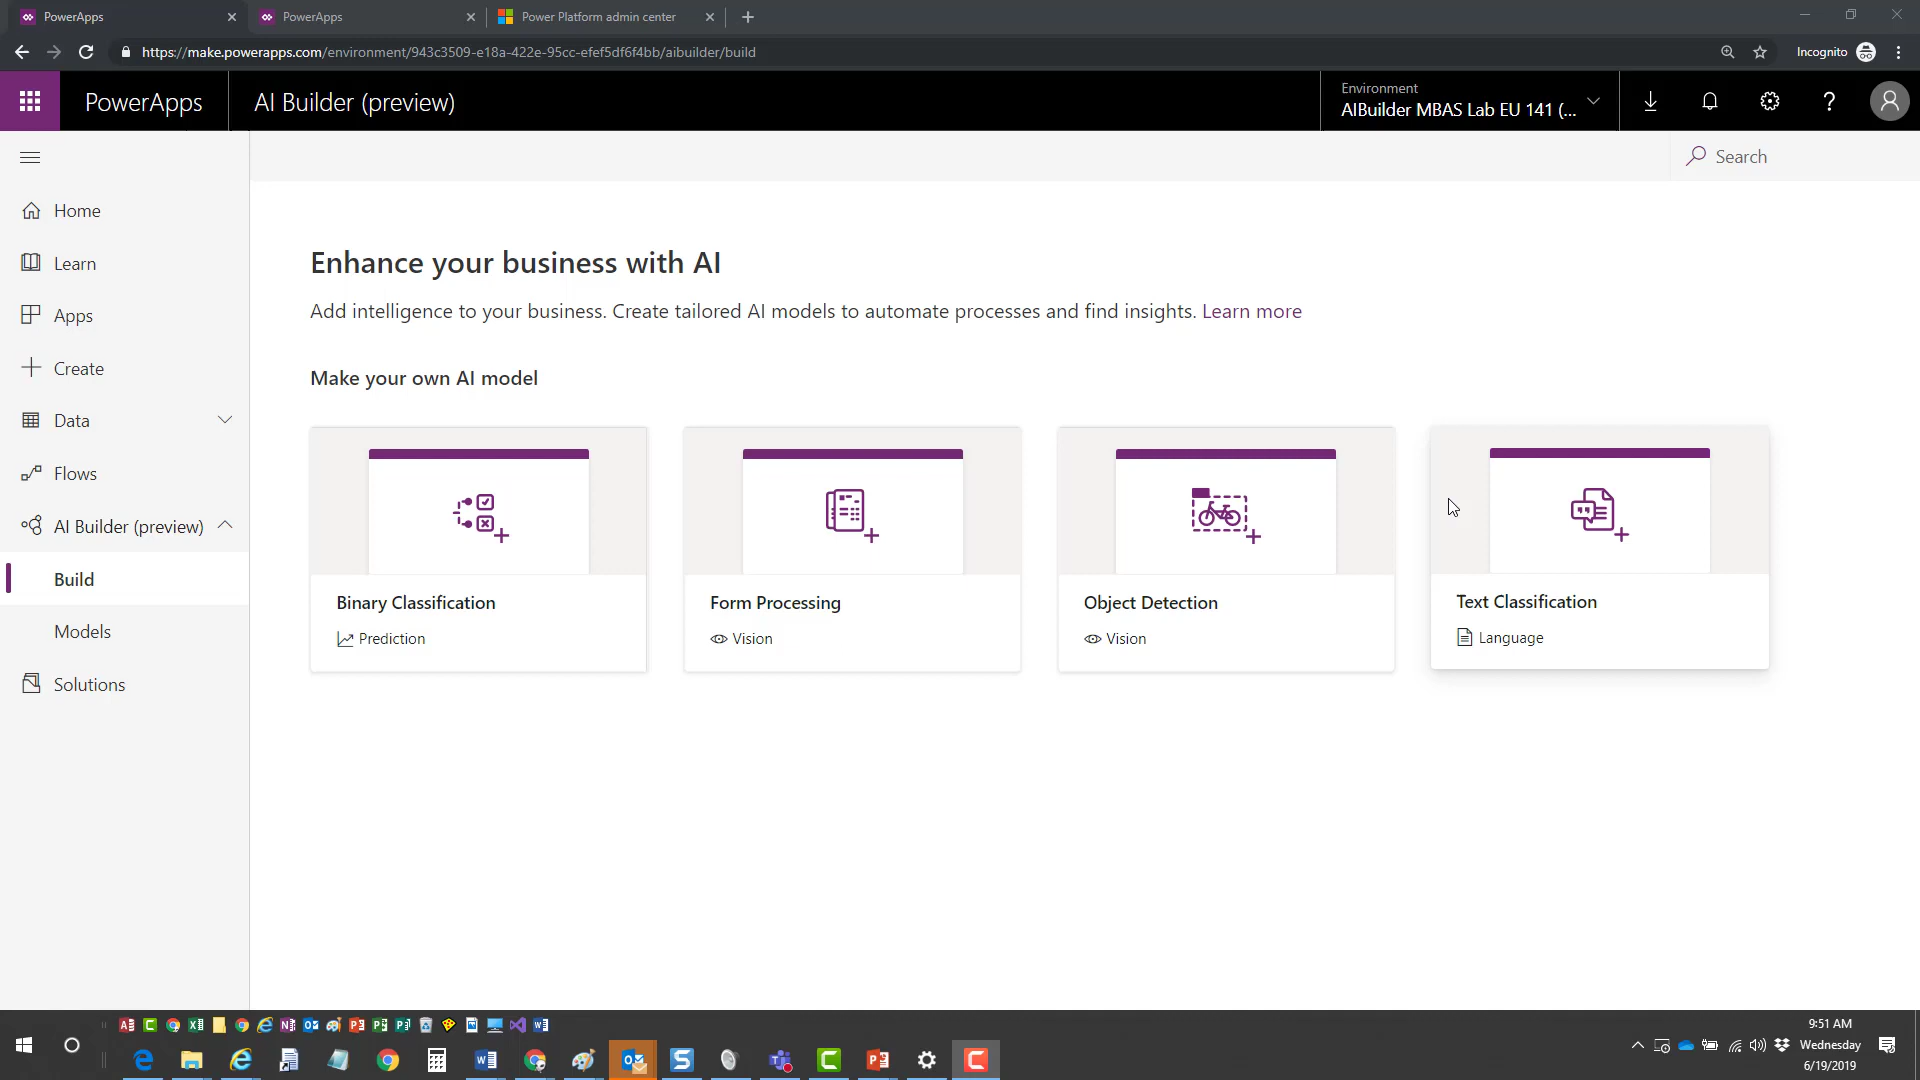 PowerApps
PowerApps
Power Platform admin center
https://make.powerapps.com/environment/943c3509-e18a-422e-95cc-efef5df6f4bb/aibuilder/build
Incognito
PowerApps
AI Builder (preview)
Environment
AIBuilder MBAS Lab EU 141 (...
Search
Home
Learn
Apps
Create
Data
Flows
AI Builder (preview)
Build
Models
Solutions
Enhance your business with AI
Add intelligence to your business. Create tailored AI models to automate processes and find insights. Learn more
Make your own AI model
Binary Classification
Prediction
Form Processing
Vision
Object Detection
Vision
Text Classification
Language
9:51 AM
Wednesday
6/19/2019